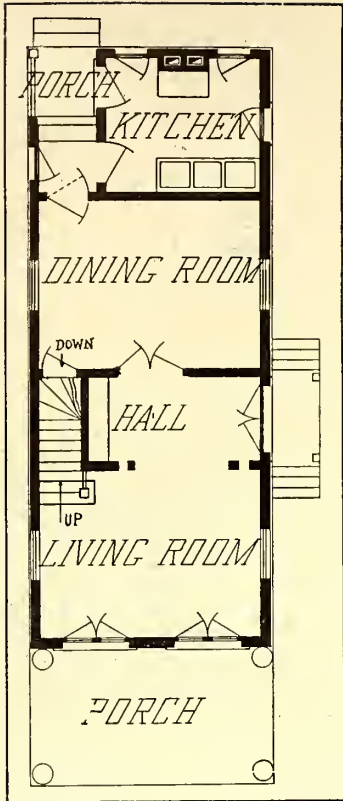 PORCH
KITCHEN
DINING ROOM
DOWN
HALL
UP
LIVING ROOM
PORCH